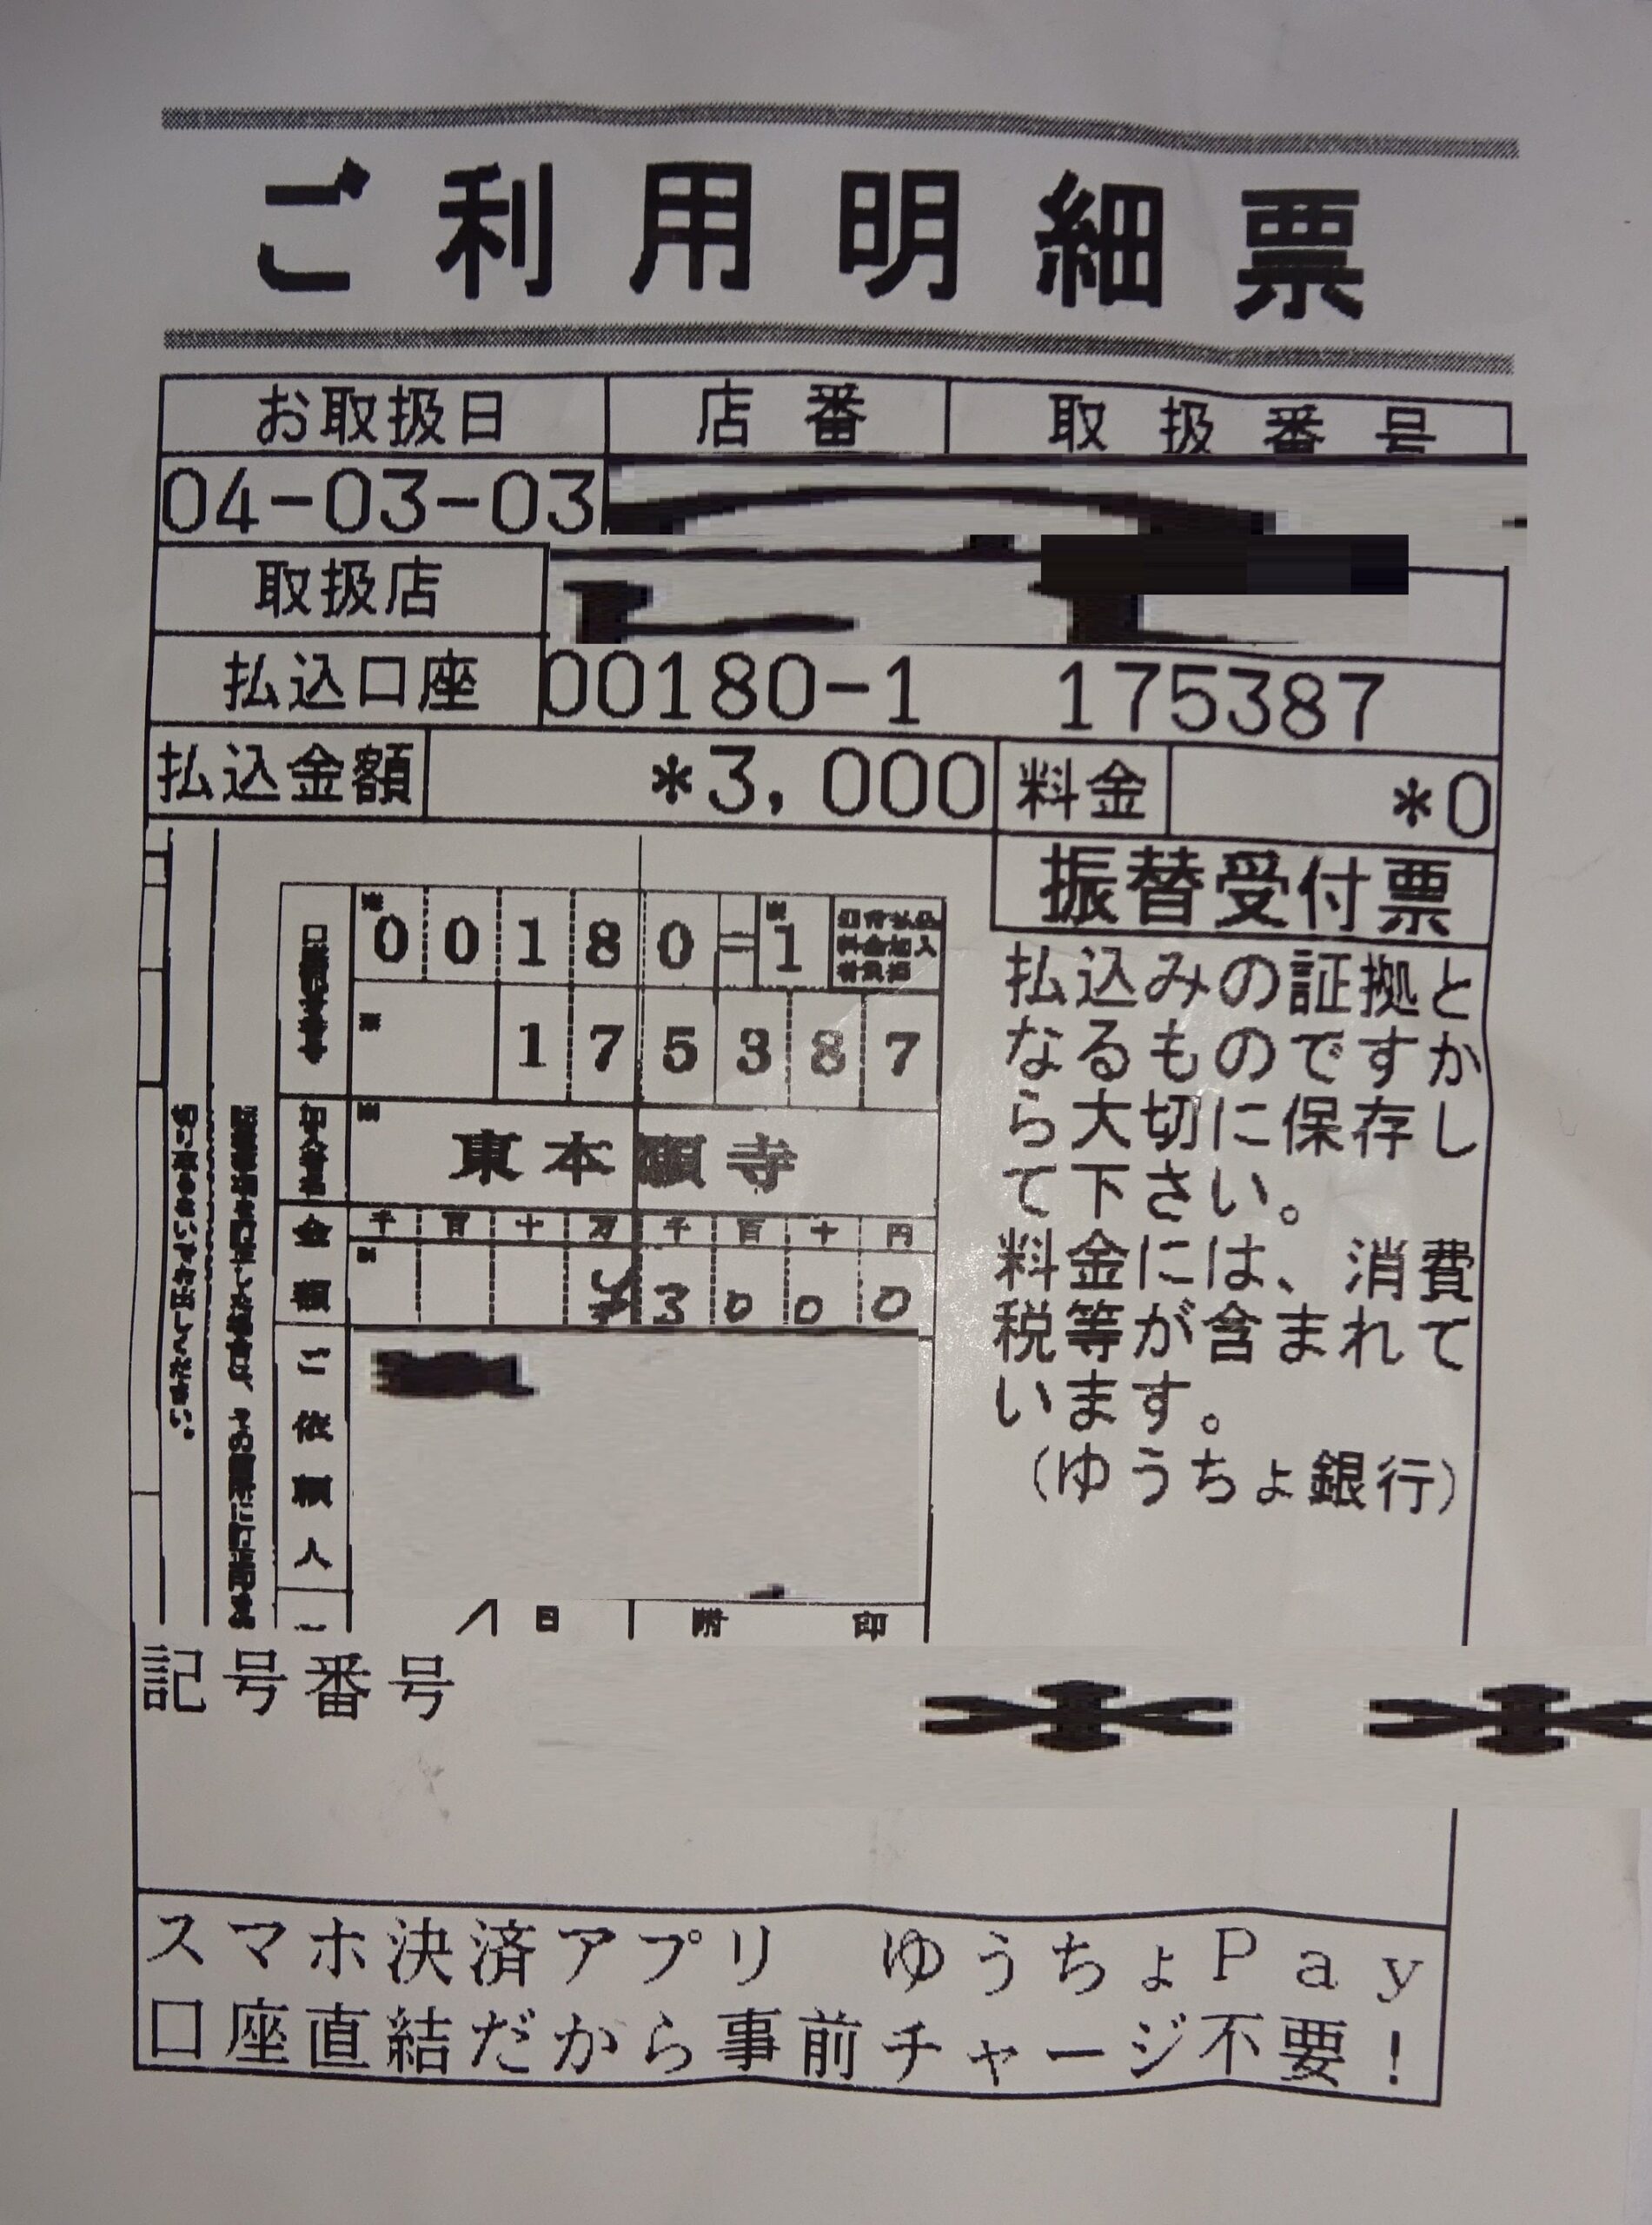 ご利用明細票
お取扱日 店番 取扱番号
04-03-03
取扱店
払込口座 00180-1 175387
払込金額 *3,000 料金 *0
振替受付票
0 0 1 8 0 = 1
1 7 5 3 8 7
東本願寺
金額 千 百 十 万 千 百 十 円
¥ 3 0 0 0
ご依頼人
日 印
払込みの証拠と
なるものですか
ら大切に保存し
て下さい。
料金には、消費
税等が含まれて
います。
(ゆうちょ銀行)
記号番号
スマホ決済アプリ ゆうちょPay
口座直結だから事前チャージ不要!